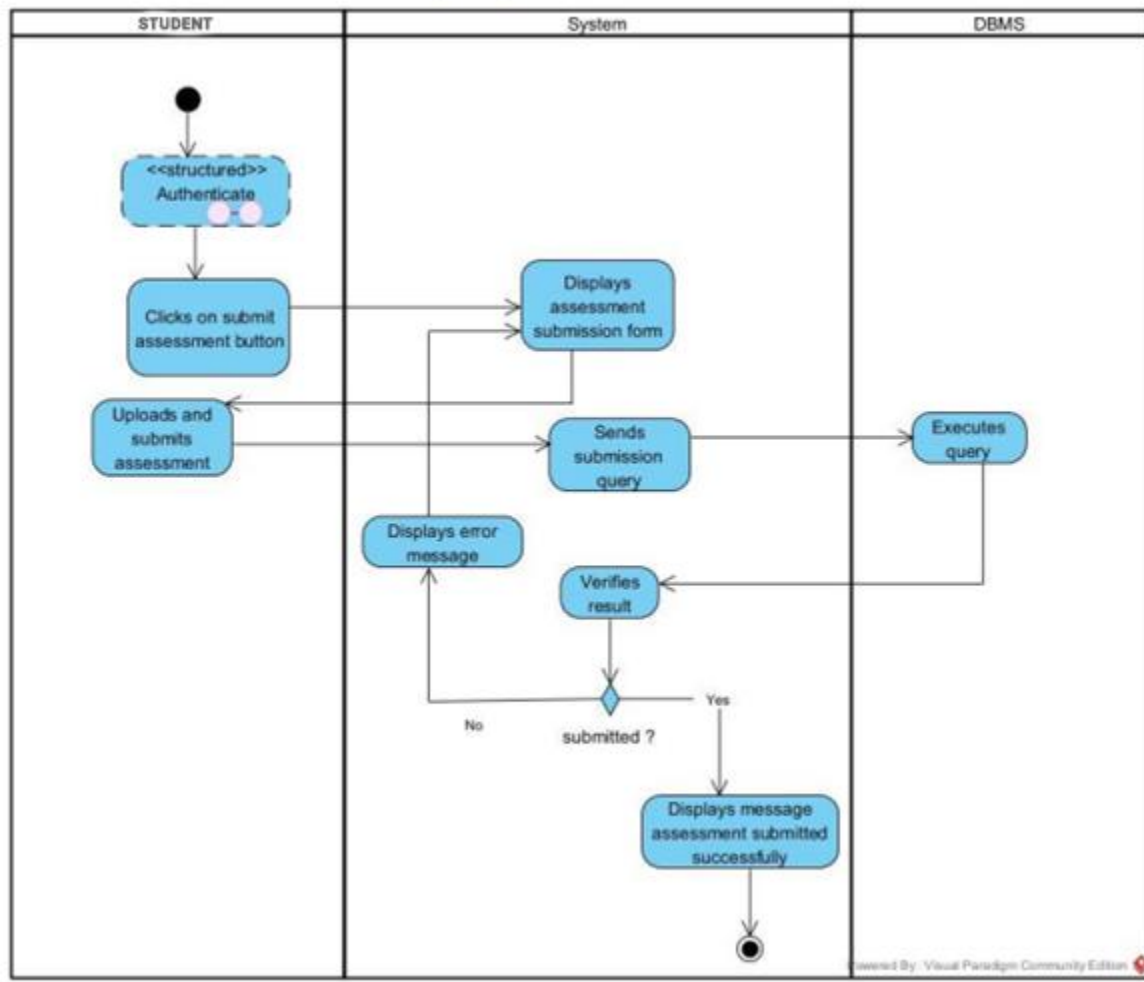 STUDENT
System
DBMS
<<structured>>
Authenticate
Clicks on submit
assessment button
Displays
assessment
submission form
Uploads and
submits
assessment
Sends
submission
query
Executes
query
Displays error
message
Verifies
result
No
Yes
submitted ?
Displays message
assessment submitted
successfully
Powered By: Visual Paradigm Community Edition